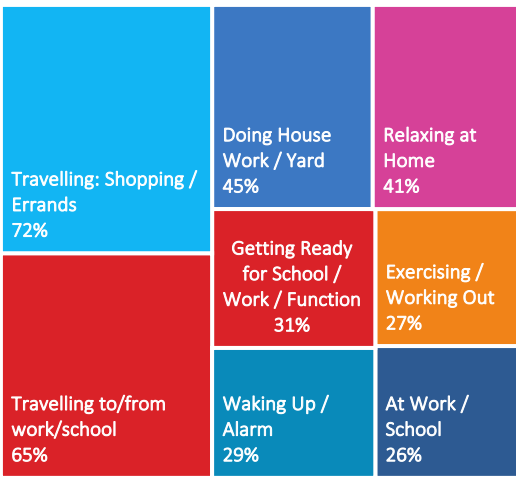 Travelling: Shopping /
Errands
72%
Doing House
Work / Yard
45%
Relaxing at
Home
41%
Getting Ready
for School /
Work / Function
31%
Exercising /
Working Out
27%
Travelling to/from
work/school
65%
Waking Up /
Alarm
29%
At Work /
School
26%